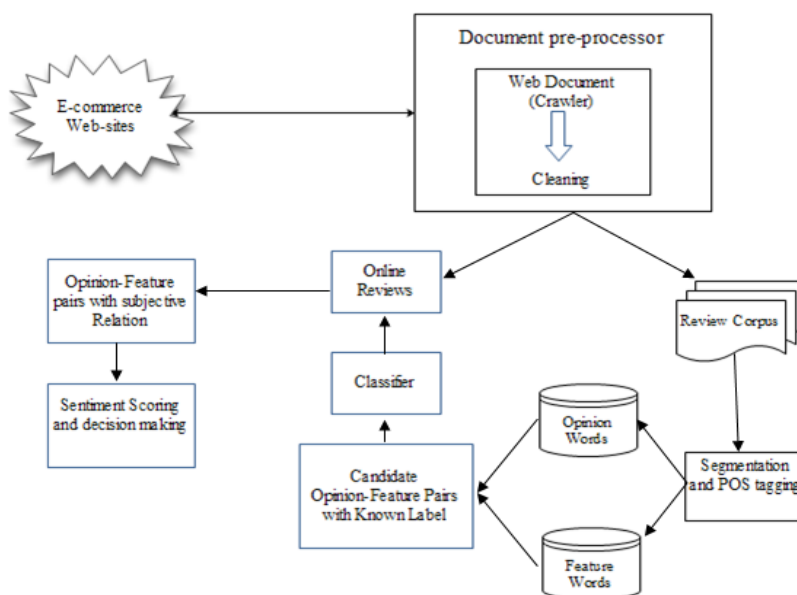 Document pre-processor
Web Document
(Crawler)
Cleaning
E-commerce
Web-sites
Online
Reviews
Opinion-Feature
pairs with subjective
Relation
Review Corpus
Classifier
Sentiment Scoring
and decision making
Opinion
Words
Candidate
Opinion-Feature Pairs
with Known Label
Segmentation
and POS tagging
Feature
Words